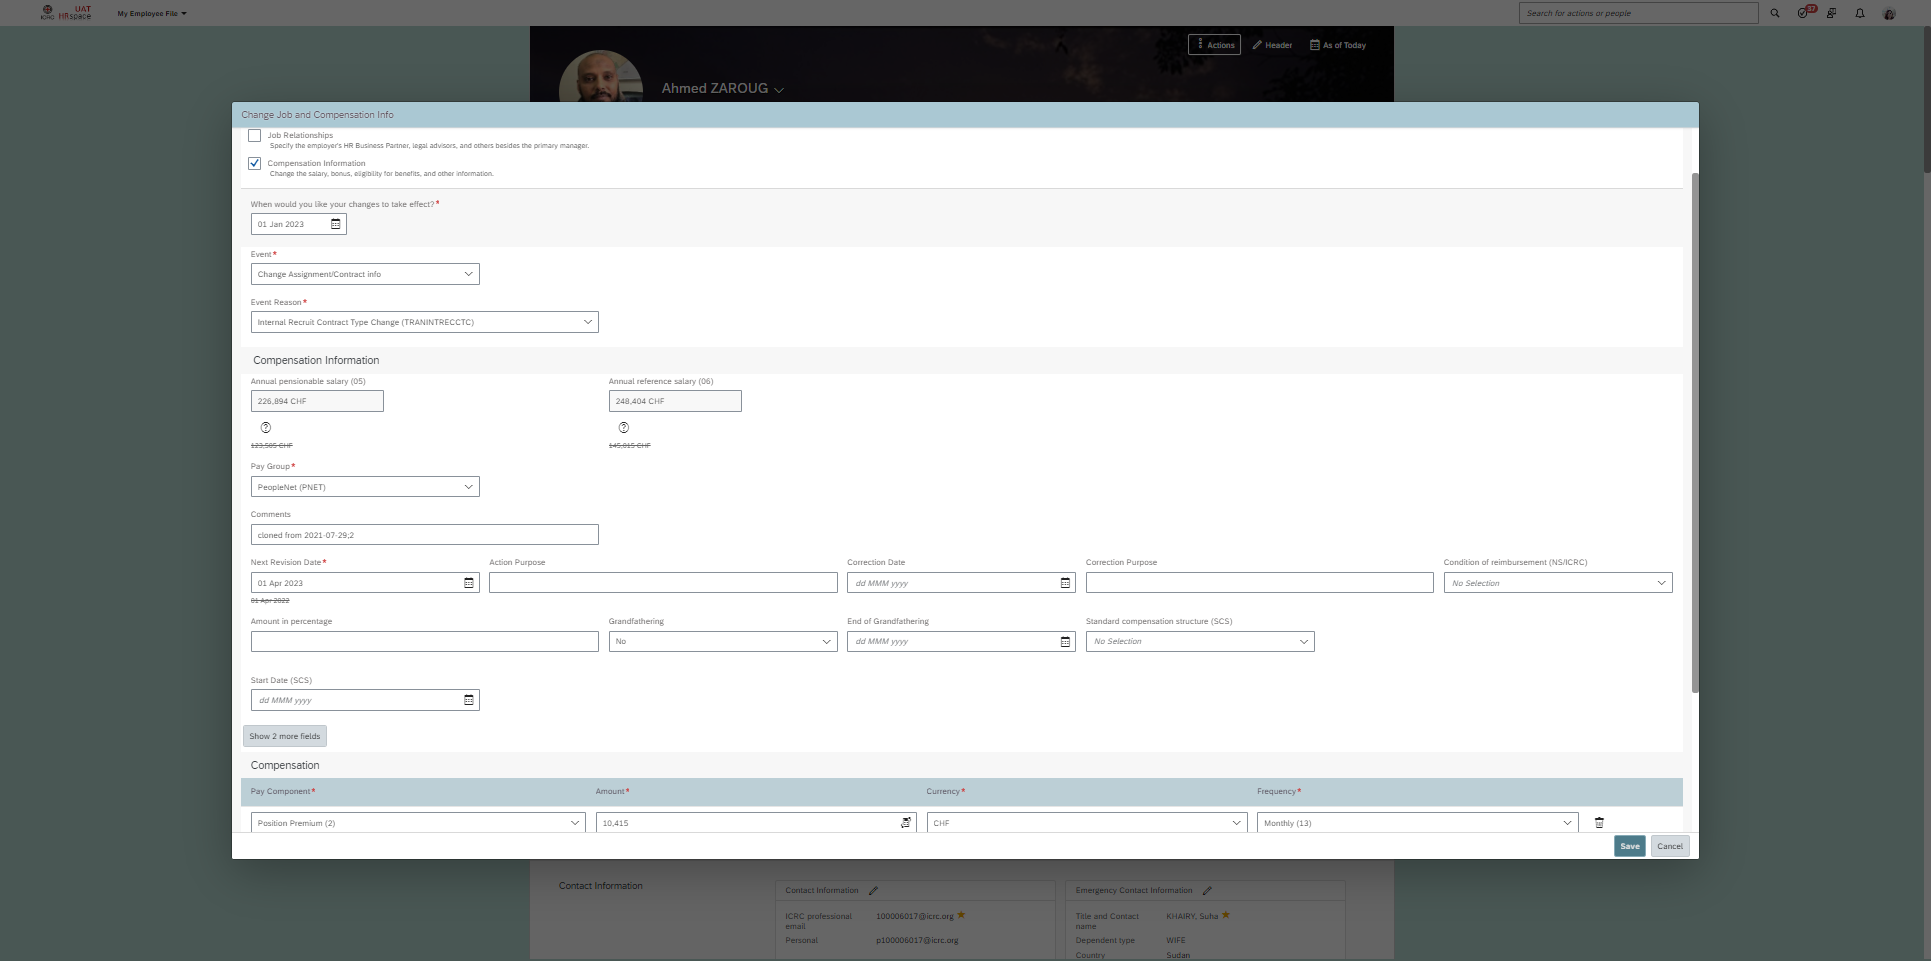 ICRC UAT HRspace My Employee File Search for actions or people 37
Actions Header As of Today
Ahmed ZAROUG
Change Job and Compensation Info
Job Relationships
Specify the employer's HR Business Partner, legal advisors, and others besides the primary manager.
Compensation Information
Change the salary, bonus, eligibility for benefits, and other information.
When would you like your changes to take effect?*
01 Jan 2023
Event*
Change Assignment/Contract info
Event Reason*
Internal Recruit Contract Type Change (TRANINTRECCTC)
Compensation Information
Annual pensionable salary (05) Annual reference salary (06)
226,894 CHF 248,404 CHF
123,505 CHF 145,015 CHF
Pay Group*
PeopleNet (PNET)
Comments
cloned from 2021-07-29;2
Next Revision Date* Action Purpose Correction Date Correction Purpose Condition of reimbursement (NS/ICRC)
01 Apr 2023 dd MMM yyyy No Selection
01 Apr 2022
Amount in percentage Grandfathering End of Grandfathering Standard compensation structure (SCS)
No dd MMM yyyy No Selection
Start Date (SCS)
dd MMM yyyy
Show 2 more fields
Compensation
Pay Component* Amount* Currency* Frequency*
Position Premium (2) 10,415 CHF Monthly (13)
Save Cancel
Contact Information Contact Information Emergency Contact Information
ICRC professional email 100006017@icrc.org Title and Contact name KHAIRY, Suha
Personal p100006017@icrc.org Dependent type WIFE
Country Sudan